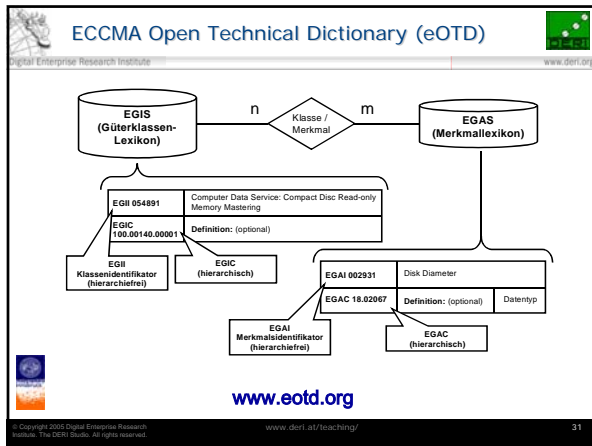 ECCMA Open Technical Dictionary (eOTD)
DERI
Digital Enterprise Research Institute
www.deri.org
EGIS
(Güterklassen-
Lexikon)
n
Klasse /
Merkmal
m
EGAS
(Merkmallexikon)
EGII 054891
Computer Data Service: Compact Disc Read-only
Memory Mastering
EGIC
100.00140.00001
Definition: (optional)
EGII
Klassenidentifikator
(hierarchiefrei)
EGIC
(hierarchisch)
EGAI 002931
Disk Diameter
EGAC 18.02067
Definition: (optional)
Datentyp
EGAI
Merkmalsidentifikator
(hierarchiefrei)
EGAC
(hierarchisch)
www.eotd.org
© Copyright 2005 Digital Enterprise Research
Institute, The DERI Studio. All rights reserved.
www.deri.at/teaching/
31